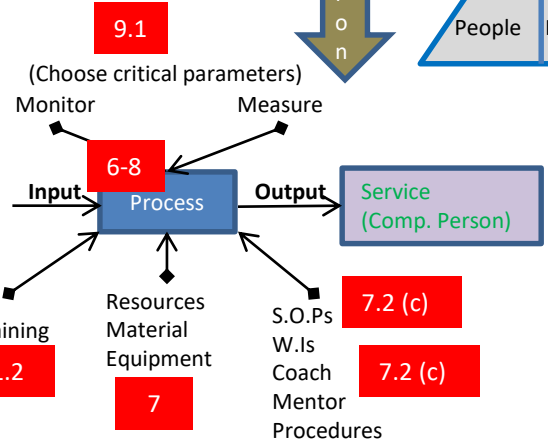 o
n
People
9.1
(Choose critical parameters)
Monitor
Measure
6-8
Input
Process
Output
Service
(Comp. Person)
Resources
Material
Equipment
7
S.O.Ps
W.Is
Coach
Mentor
Procedures
7.2 (c)
7.2 (c)